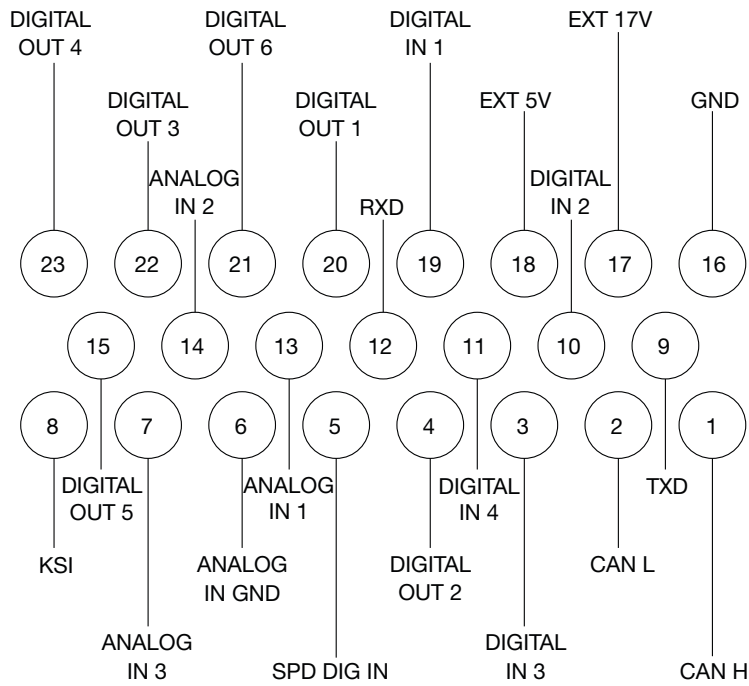 DIGITAL
OUT 4
DIGITAL
OUT 6
DIGITAL
IN 1
EXT 17V
DIGITAL
OUT 3
DIGITAL
OUT 1
EXT 5V
GND
ANALOG
IN 2
RXD
DIGITAL
IN 2
23
22
21
20
19
18
17
16
15
14
13
12
11
10
9
8
7
6
5
4
3
2
1
DIGITAL
OUT 5
ANALOG
IN 1
DIGITAL
IN 4
TXD
KSI
ANALOG
IN GND
DIGITAL
OUT 2
CAN L
ANALOG
IN 3
SPD DIG IN
DIGITAL
IN 3
CAN H